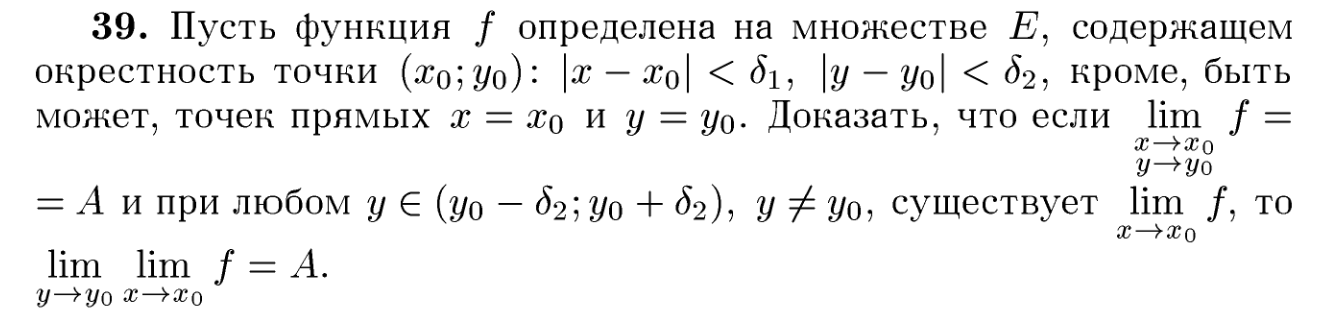 39. Пусть функция f определена на множестве E, содержащем
окрестность точки (x₀; y₀): |x − x₀| < δ₁, |y − y₀| < δ₂, кроме, быть
может, точек прямых x = x₀ и y = y₀. Доказать, что если lim f =
x→x₀
y→y₀
= A и при любом y ∈ (y₀ − δ₂; y₀ + δ₂), y ≠ y₀, существует lim f, то
x→x₀
lim lim f = A.
y→y₀ x→x₀